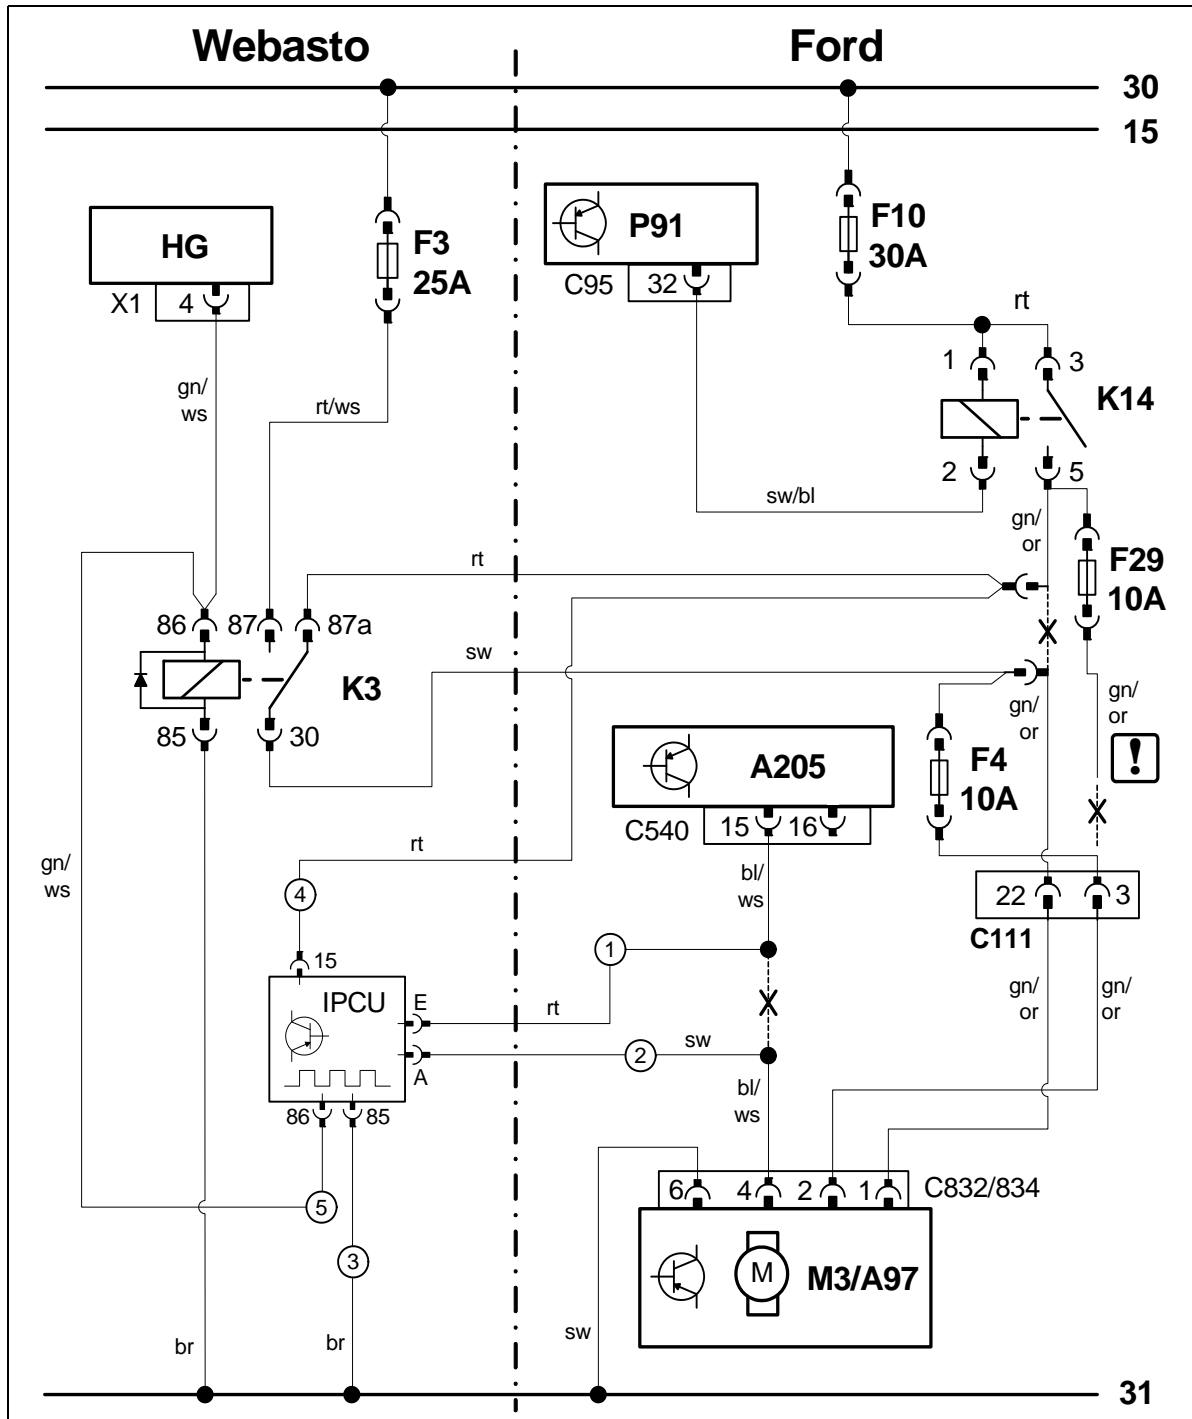 Webasto
Ford
30
15
HG
X1
4
F3
25A
P91
C95
32
F10
30A
rt
1
3
K14
2
5
gn/
ws
rt/ws
sw/bl
gn/
or
F29
10A
rt
86
87
87a
sw
K3
85
30
gn/
or
gn/
or
!
A205
F4
10A
C540
15
16
rt
gn/
ws
bl/
ws
4
22
3
C111
1
15
IPCU
E
rt
gn/
or
gn/
or
2
sw
A
86
85
bl/
ws
5
6
4
2
1
C832/834
3
M
M3/A97
br
br
sw
31